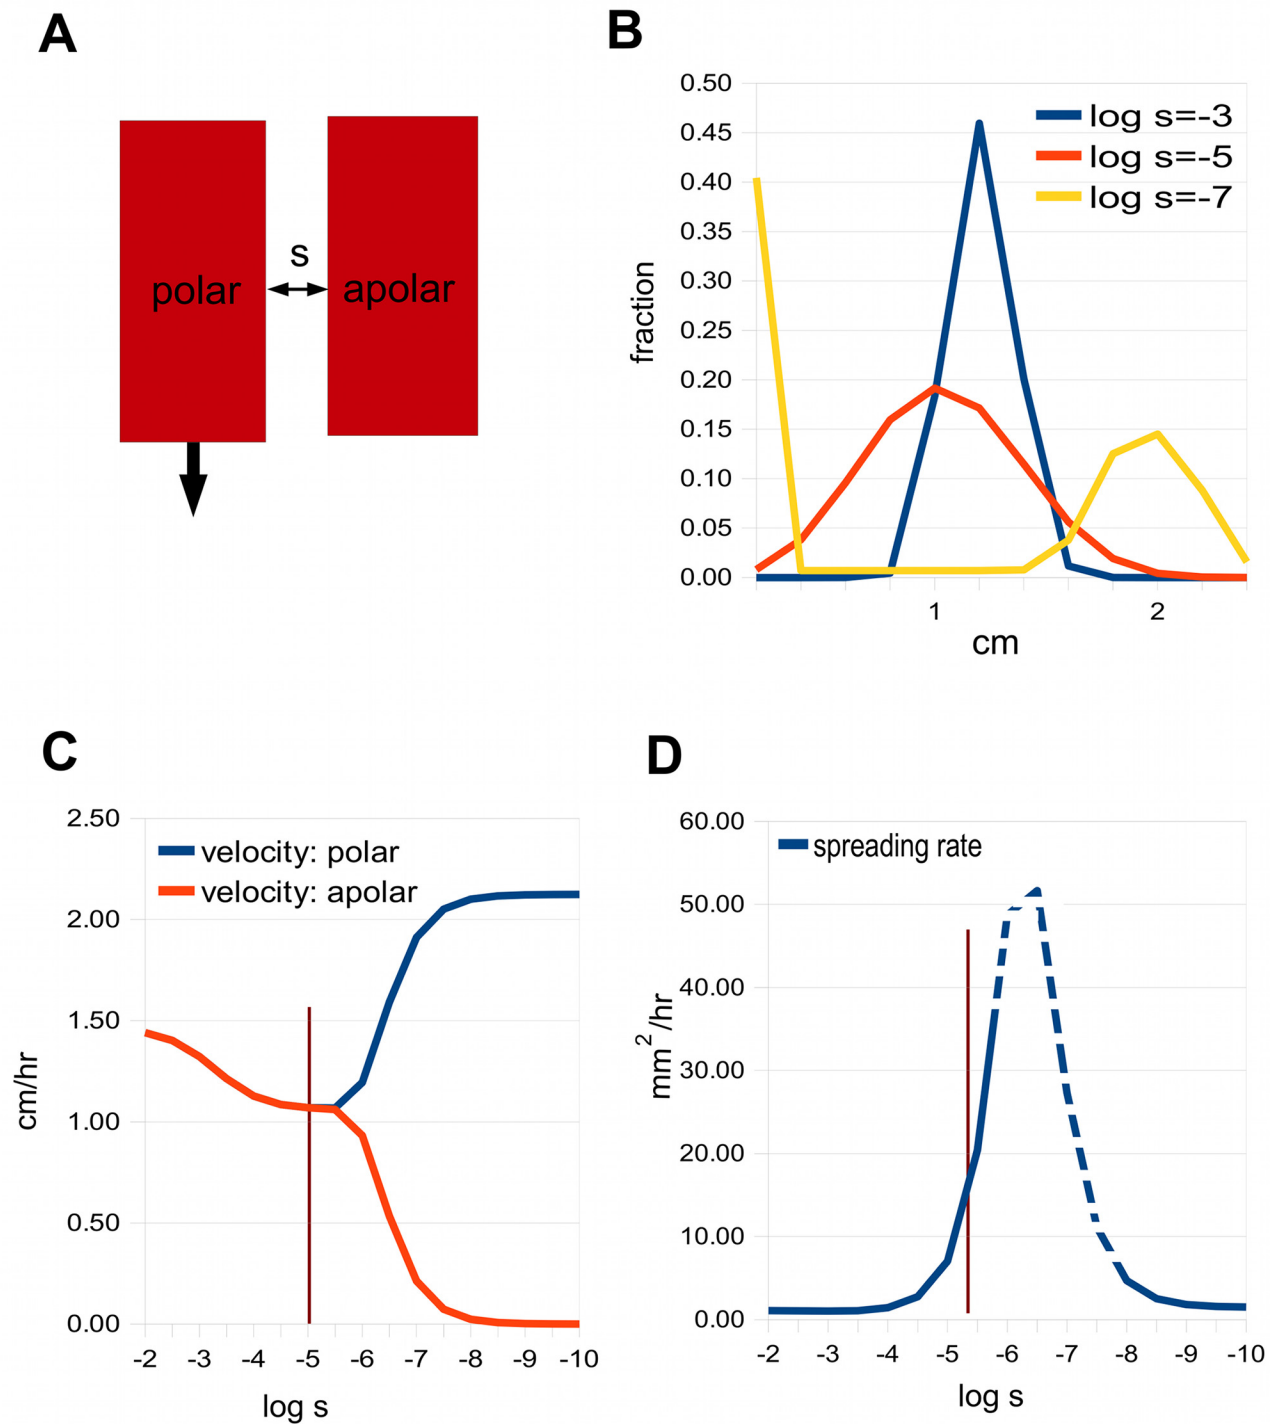 A
polar
s
apolar
B
0.50
0.45
0.40
0.35
0.30
0.25
0.20
0.15
0.10
0.05
0.00
fraction
log s=-3
log s=-5
log s=-7
1
2
cm
C
2.50
2.00
1.50
1.00
0.50
0.00
cm/hr
velocity: polar
velocity: apolar
-2 -3 -4 -5 -6 -7 -8 -9 -10
log s
D
60.00
50.00
40.00
30.00
20.00
10.00
0.00
mm²/hr
spreading rate
-2 -3 -4 -5 -6 -7 -8 -9 -10
log s